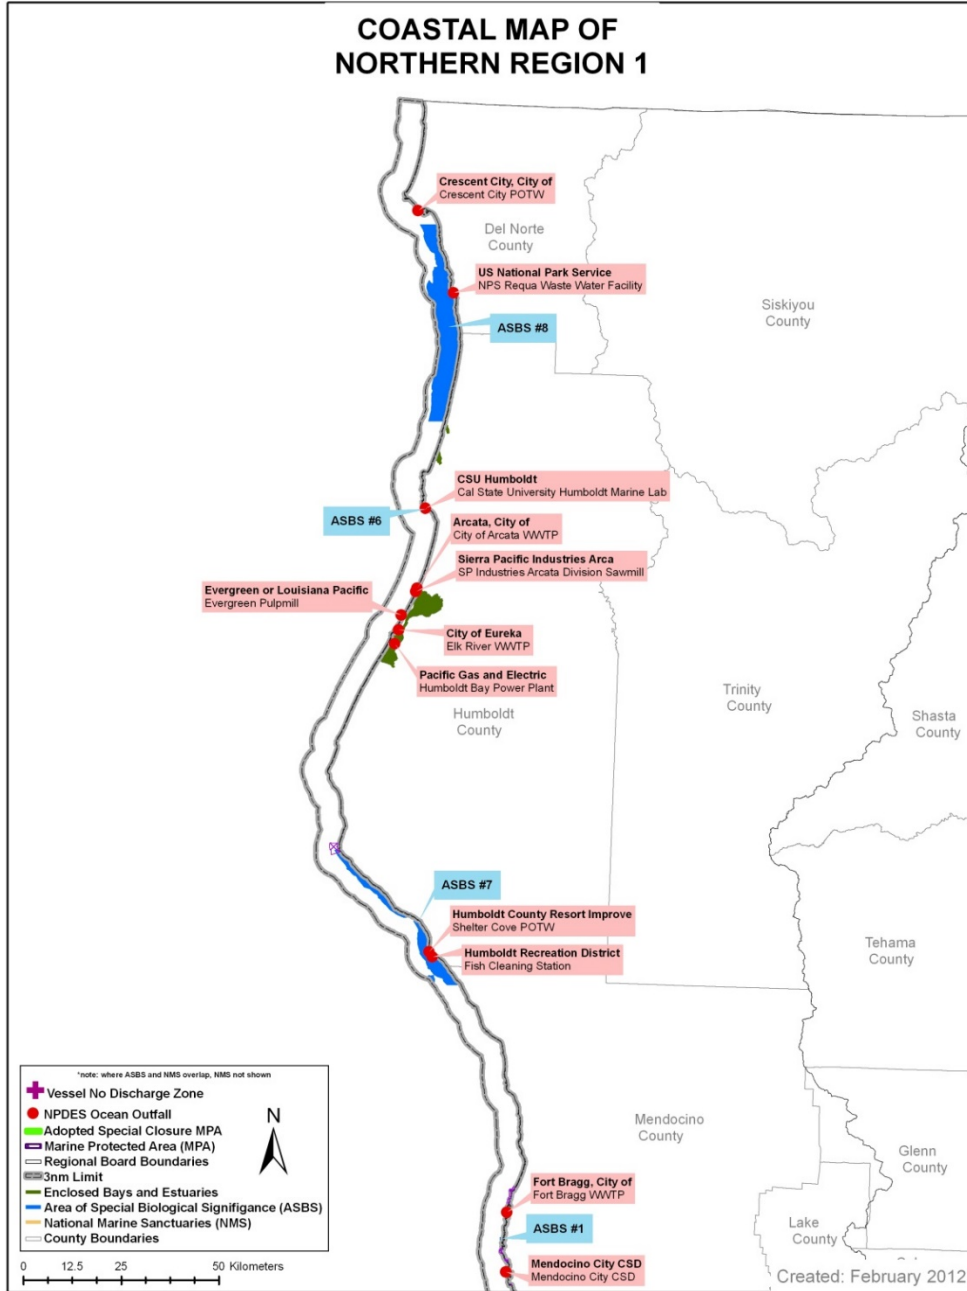 COASTAL MAP OF
NORTHERN REGION 1
Crescent City, City of
Crescent City POTW
Del Norte
County
US National Park Service
NPS Requa Waste Water Facility
Siskiyou
County
ASBS #8
CSU Humboldt
Cal State University Humboldt Marine Lab
ASBS #6
Arcata, City of
City of Arcata WWTP
Sierra Pacific Industries Arca
SP Industries Arcata Division Sawmill
Evergreen or Louisiana Pacific
Evergreen Pulpmill
City of Eureka
Elk River WWTP
Pacific Gas and Electric
Humboldt Bay Power Plant
Humboldt
County
Trinity
County
Shasta
County
ASBS #7
Humboldt County Resort Improve
Shelter Cove POTW
Humboldt Recreation District
Fish Cleaning Station
Tehama
County
Mendocino
County
Glenn
County
Lake
County
Fort Bragg, City of
Fort Bragg WWTP
ASBS #1
Mendocino City CSD
Mendocino City CSD
*note: where ASBS and NMS overlap, NMS not shown
Vessel No Discharge Zone
NPDES Ocean Outfall
Adopted Special Closure MPA
Marine Protected Area (MPA)
Regional Board Boundaries
3nm Limit
Enclosed Bays and Estuaries
Area of Special Biological Signifigance (ASBS)
National Marine Sanctuaries (NMS)
County Boundaries
N
0 12.5 25 50 Kilometers
Created: February 2012